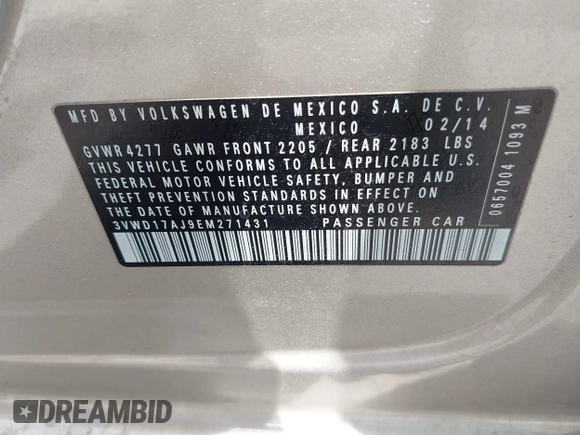 MFD BY VOLKSWAGEN DE MEXICO S.A. DE C.V.
MEXICO 02/14
GVWR 4277 GAWR FRONT 2205 / REAR 2183 LBS
THIS VEHICLE CONFORMS TO ALL APPLICABLE U.S.
FEDERAL MOTOR VEHICLE SAFETY, BUMPER AND
THEFT PREVENTION STANDARDS IN EFFECT ON THE
DATE OF MANUFACTURE SHOWN ABOVE.
3VWD17AJ9EM271431 PASSENGER CAR
0657004 1093 M
DREAMBID